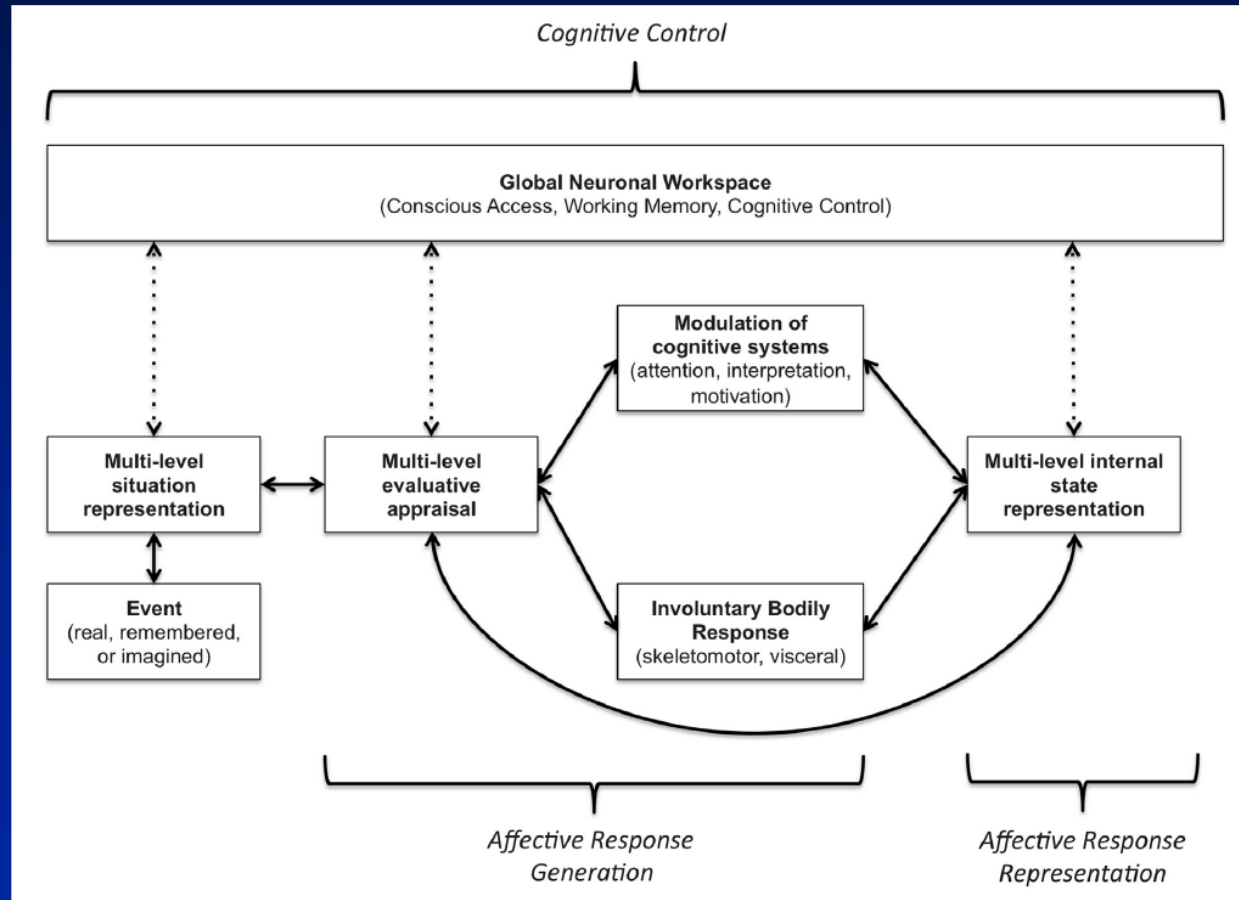 Cognitive Control
Global Neuronal Workspace
(Conscious Access, Working Memory, Cognitive Control)
Modulation of
cognitive systems
(attention, interpretation,
motivation)
Multi-level
situation
representation
Multi-level
evaluative
appraisal
Multi-level internal
state
representation
Event
(real, remembered,
or imagined)
Involuntary Bodily
Response
(skeletomotor, visceral)
Affective Response
Generation
Affective Response
Representation